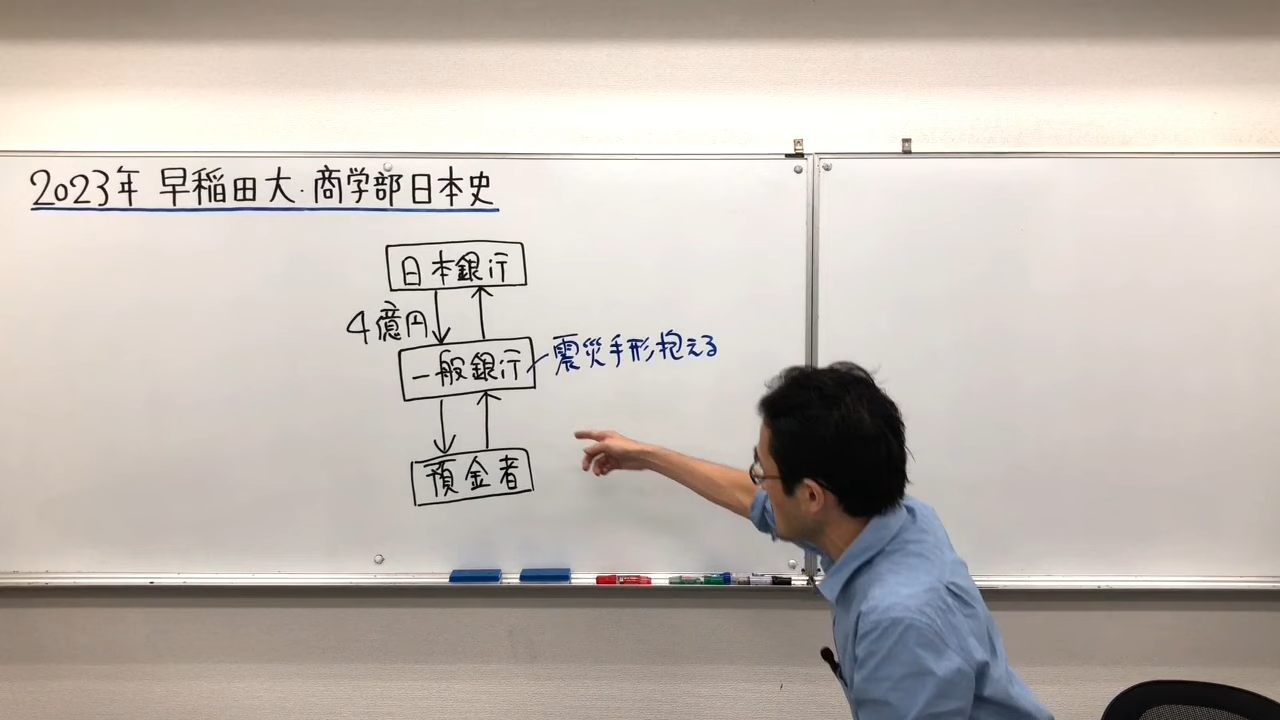 2023年 早稲田大・商学部日本史
日本銀行
4億円
一般銀行
震災手形抱える
預金者